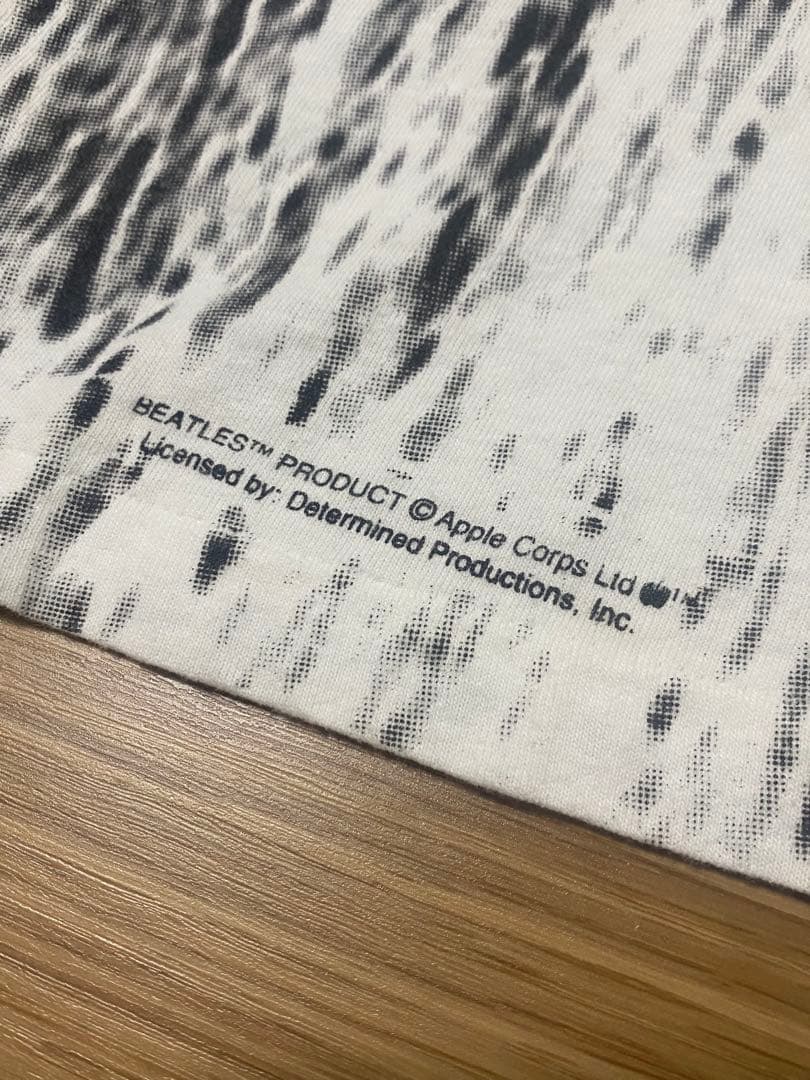 BEATLES™ PRODUCT © Apple Corps Ltd
Licensed by: Determined Productions, Inc.